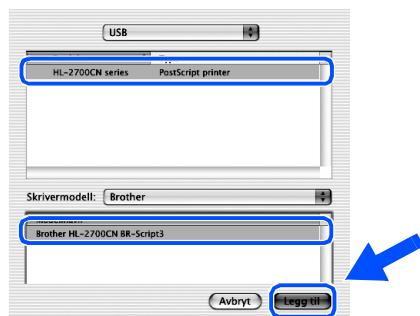 USB
HL-2700CN series PostScript printer
Skrivermodell: Brother
Brother HL-2700CN BR-Script3
Avbryt Legg til